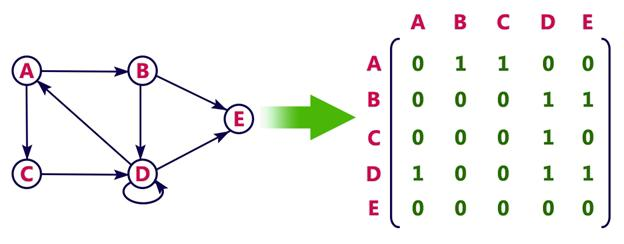 A B C D E
A B
E
C D
A 0 1 1 0 0
B 0 0 0 1 1
C 0 0 0 1 0
D 1 0 0 1 1
E 0 0 0 0 0